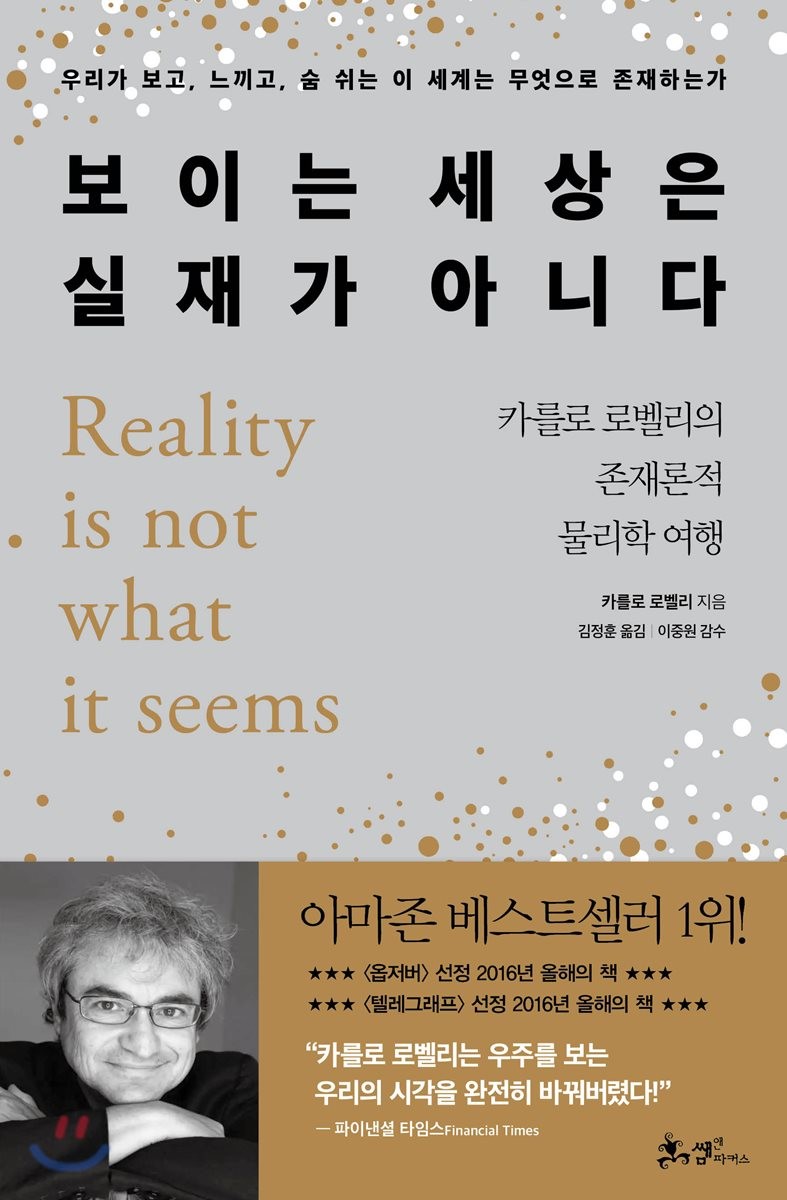 우리가 보고, 느끼고, 숨 쉬는 이 세계는 무엇으로 존재하는가
보이는 세상은
실재가 아니다
Reality
is not
what
it seems
카를로 로벨리의
존재론적
물리학 여행
카를로 로벨리 지음
김정훈 옮김 | 이중원 감수
아마존 베스트셀러 1위!
★★★ 〈옵저버〉 선정 2016년 올해의 책 ★★★
★★★ 〈텔레그래프〉 선정 2016년 올해의 책 ★★★
“카를로 로벨리는 우주를 보는
우리의 시각을 완전히 바꿔버렸다!”
— 파이낸셜 타임스Financial Times
쌤앤파커스